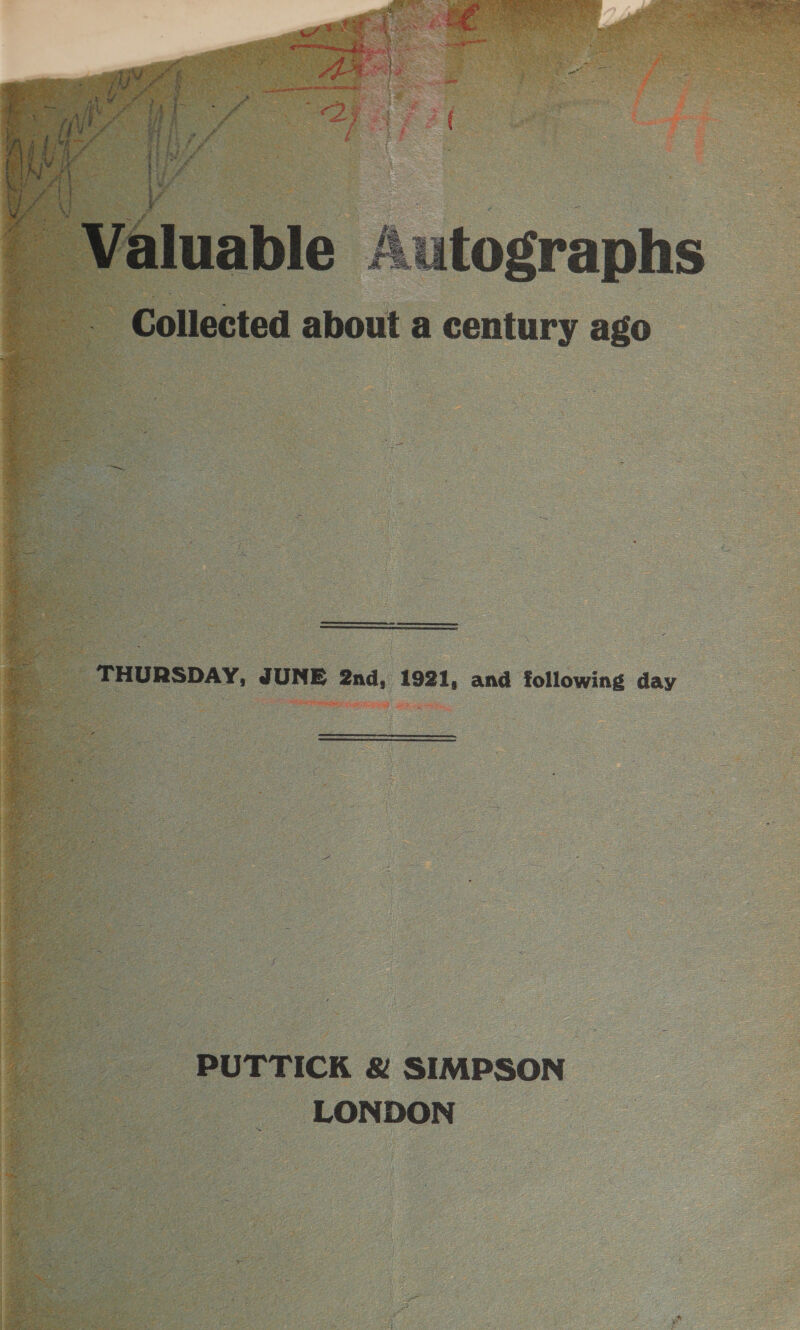 Valuable Autographs
Collected about a century ago
THURSDAY, JUNE 2nd, 1921, and following day
PUTTICK & SIMPSON
LONDON